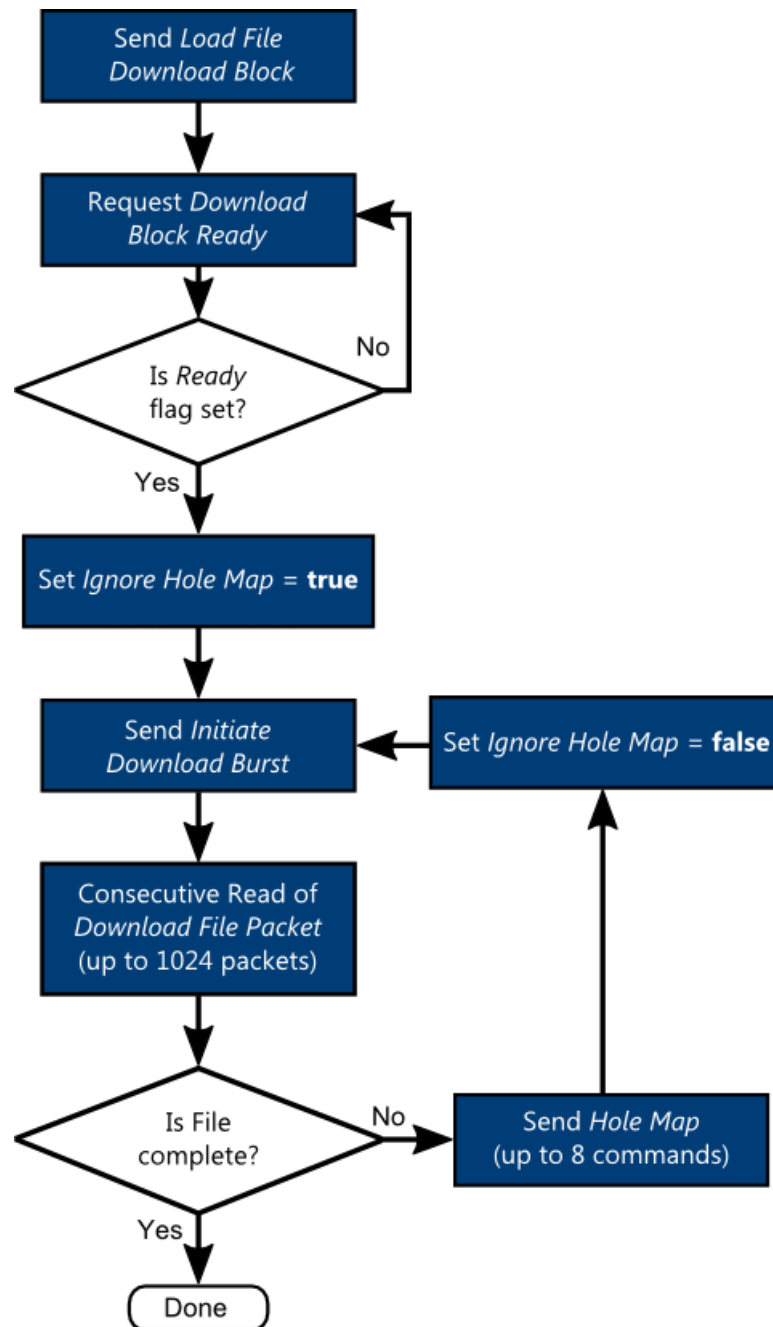 Send Load File
Download Block
Request Download
Block Ready
No
Is Ready
flag set?
Yes
Set Ignore Hole Map = true
Send Initiate
Download Burst
Set Ignore Hole Map = false
Consecutive Read of
Download File Packet
(up to 1024 packets)
Is File
complete?
No
Send Hole Map
(up to 8 commands)
Yes
Done